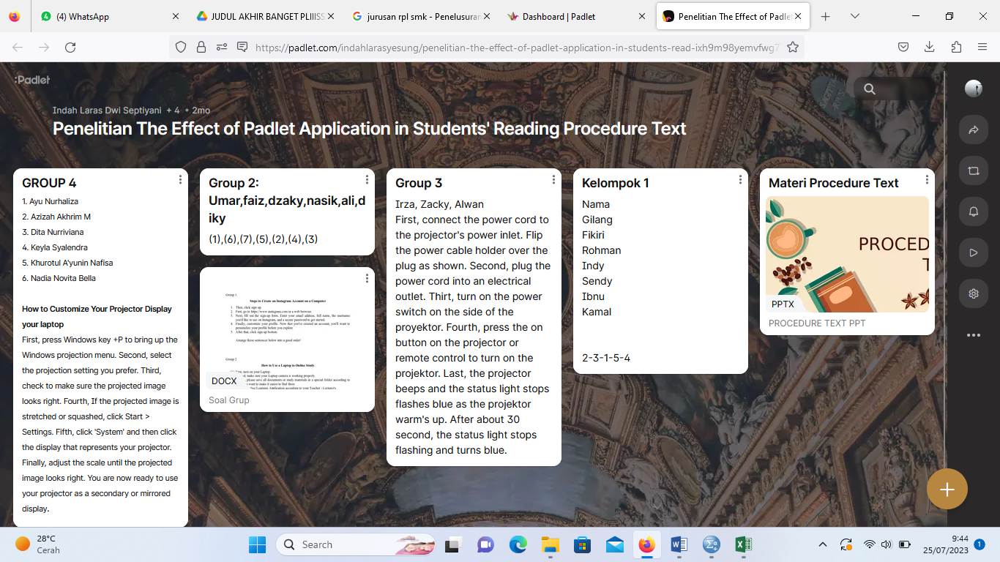 (4) WhatsApp
JUDUL AKHIR BANGET PLIIISS
jurusan rpl smk - Penelusuran
Dashboard | Padlet
Penelitian The Effect of Padlet
https://padlet.com/indahlarasyesung/penelitian-the-effect-of-padlet-application-in-students-read-ixh9m98yemvfwg7
:Padlet
Indah Laras Dwi Septiyani + 4 • 2mo
Penelitian The Effect of Padlet Application in Students' Reading Procedure Text
GROUP 4
1. Ayu Nurhaliza
2. Azizah Akhrim M
3. Dita Nurriviana
4. Keyla Syalendra
5. Khurotul A'yunin Nafisa
6. Nadia Novita Bella
How to Customize Your Projector Display
your laptop
First, press Windows key +P to bring up the
Windows projection menu. Second, select
the projection setting you prefer. Third,
check to make sure the projected image
looks right. Fourth, If the projected image is
stretched or squashed, click Start >
Settings. Fifth, click 'System' and then click
the display that represents your projector.
Finally, adjust the scale until the projected
image looks right. You are now ready to use
your projector as a secondary or mirrored
display.
Group 2:
Umar,faiz,dzaky,nasik,ali,d
iky
(1),(6),(7),(5),(2),(4),(3)
Group 1
Steps to Create an Instagram Account on a Computer
1. Then, click sign up
2. First, go to https://www.instagram.com in a web browser.
3. Next, fill out the sign-up form. Enter your email address, full name, the username
you'd like to use on Instagram, and a secure password to get started.
4. Finally, customize your profile. Now that you've created an account, you'll want to
personalize your profile before you explore
5. After that, click sign up button.
Arrange those sentences below into a good order!
Group 2
How to Use a Laptop to Online Study
First, turn on your Laptop.
make sure your Laptop camera is working properly.
please save all documents or study materials in a special folder according to
want to make it easier to find them
DOCX
Soal Grup
Group 3
Irza, Zacky, Alwan
First, connect the power cord to
the projector's power inlet. Flip
the power cable holder over the
plug as shown. Second, plug the
power cord into an electrical
outlet. Thirt, turn on the power
switch on the side of the
proyektor. Fourth, press the on
button on the projector or
remote control to turn on the
projektor. Last, the projector
beeps and the status light stops
flashes blue as the projektor
warm's up. After about 30
second, the status light stops
flashing and turns blue.
Kelompok 1
Nama
Gilang
Fikiri
Rohman
Indy
Sendy
Ibnu
Kamal
2-3-1-5-4
Materi Procedure Text
PROCED
T
PPTX
PROCEDURE TEXT PPT
28°C
Cerah
Search
9:44
25/07/2023
1